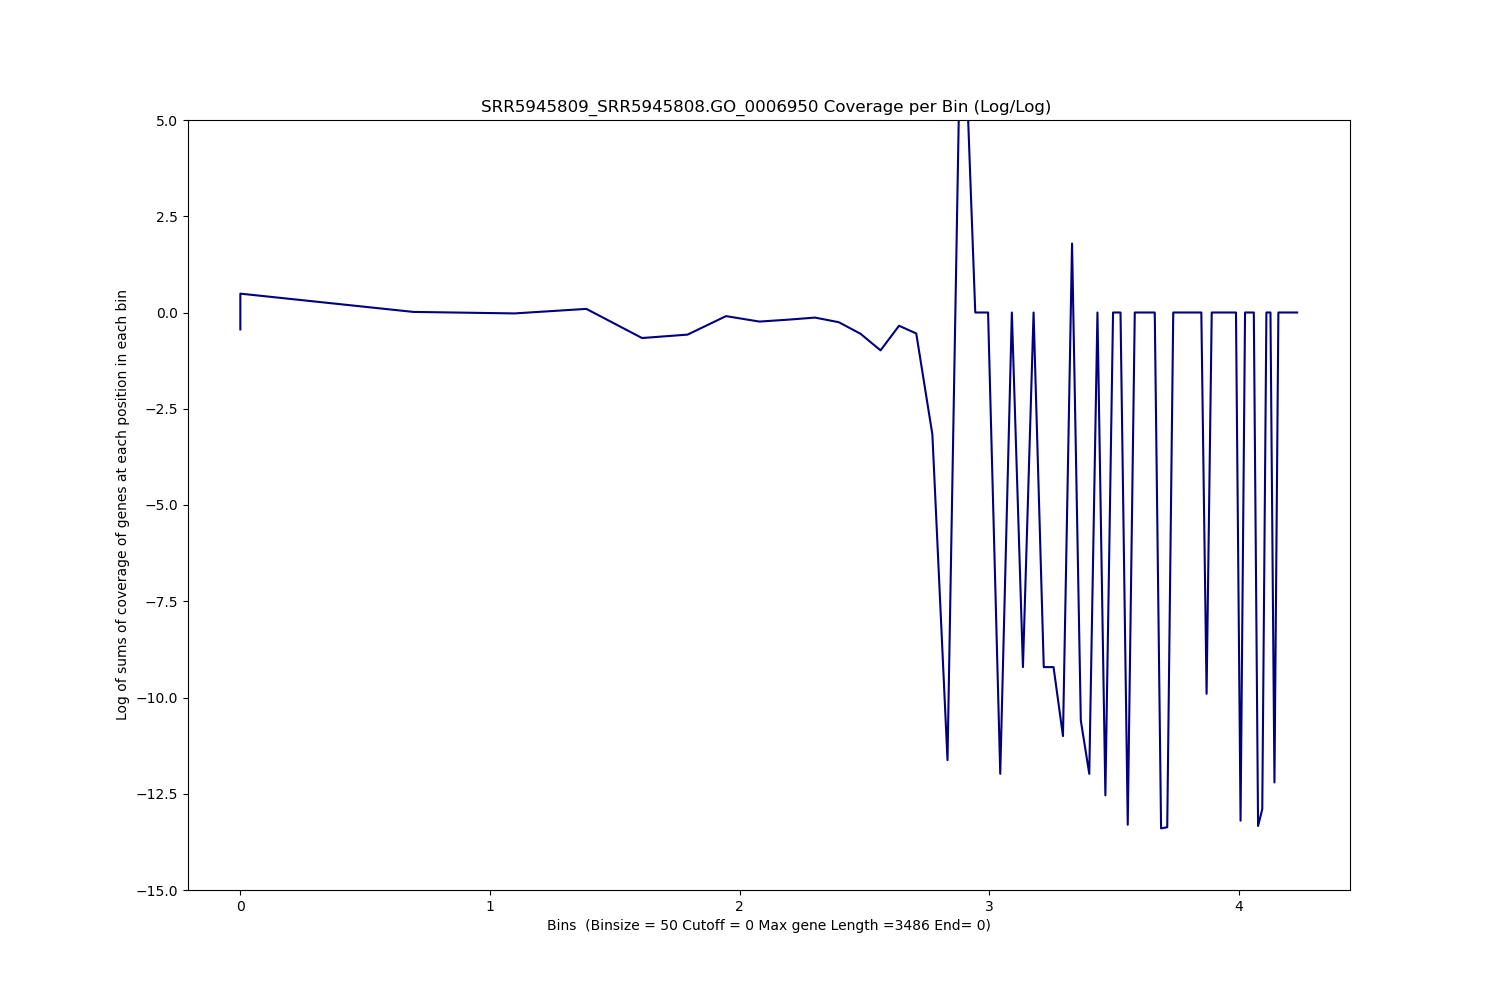 SRR5945809_SRR5945808.GO_0006950 Coverage per Bin (Log/Log)
Log of sums of coverage of genes at each position in each bin
5.0
2.5
0.0
−2.5
−5.0
−7.5
−10.0
−12.5
−15.0
0 1 2 3 4
Bins  (Binsize = 50 Cutoff = 0 Max gene Length =3486 End= 0)